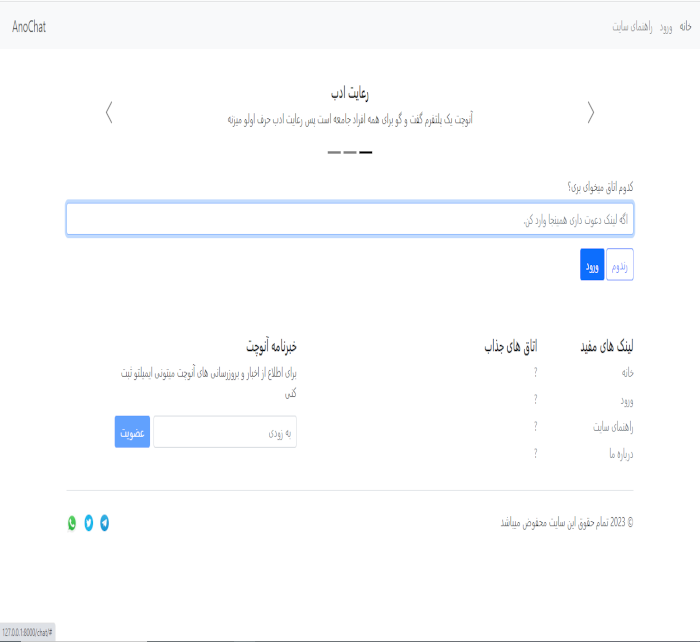 خانه ورود راهنمای سایت
AnoChat
رعایت ادب
آنوچت یک پلتفرم گفت و گو برای همه افراد جامعه است پس رعایت ادب حرف اولو میزنه
کدوم اتاق میخوای بری؟
اگه لینک دعوت داری همینجا وارد کن.
رندوم ورود
لینک های مفید
خانه
ورود
راهنمای سایت
درباره ما
اتاق های جذاب
?
?
?
?
خبرنامه آنوچت
برای اطلاع از اخبار و بروزرسانی های آنوچت میتونی ایمیلتو ثبت
کنی
به زودی
عضویت
© 2023 تمام حقوق این سایت محفوض میباشد
127.0.0.1:8000/chat/#